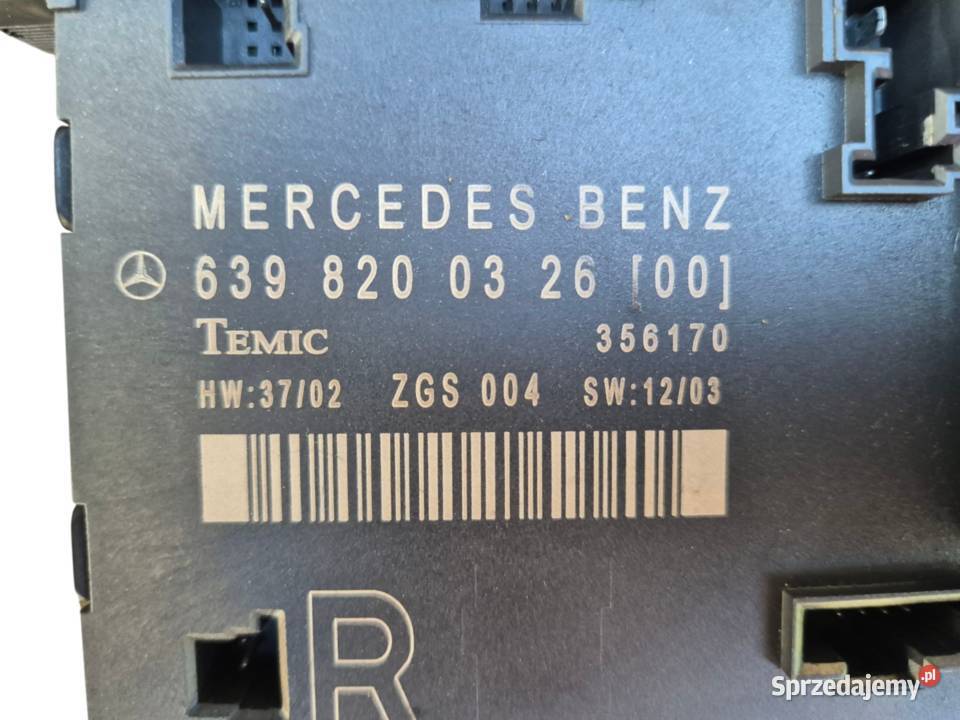 MERCEDES BENZ
639 820 03 26 [00]
TEMIC 356170
HW:37/02 ZGS 004 SW:12/03
R
Sprzedajemy.pl